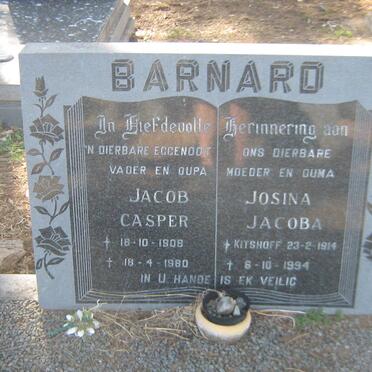 BARNARD
In Liefdevolle Herinnering aan
'N DIERBARE EGGENOOT ONS DIERBARE
VADER EN OUPA MOEDER EN OUMA
JACOB JOSINA
CASPER JACOBA
18-10-1908 KITSHOFF 23-2-1914
18-4-1980 6-10-1994
IN U HANDE IS EK VEILIG